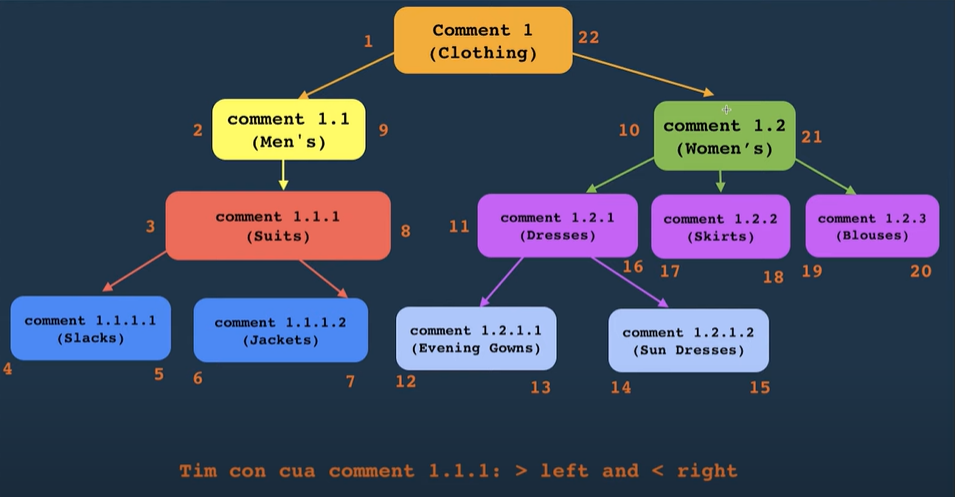 Comment 1
(Clothing)
1
22
comment 1.1
(Men's)
2
9
comment 1.2
(Women’s)
10
21
comment 1.1.1
(Suits)
3
8
comment 1.2.1
(Dresses)
11
16
comment 1.2.2
(Skirts)
17
18
comment 1.2.3
(Blouses)
19
20
comment 1.1.1.1
(Slacks)
4
5
comment 1.1.1.2
(Jackets)
6
7
comment 1.2.1.1
(Evening Gowns)
12
13
comment 1.2.1.2
(Sun Dresses)
14
15
Tim con cua comment 1.1.1: > left and < right